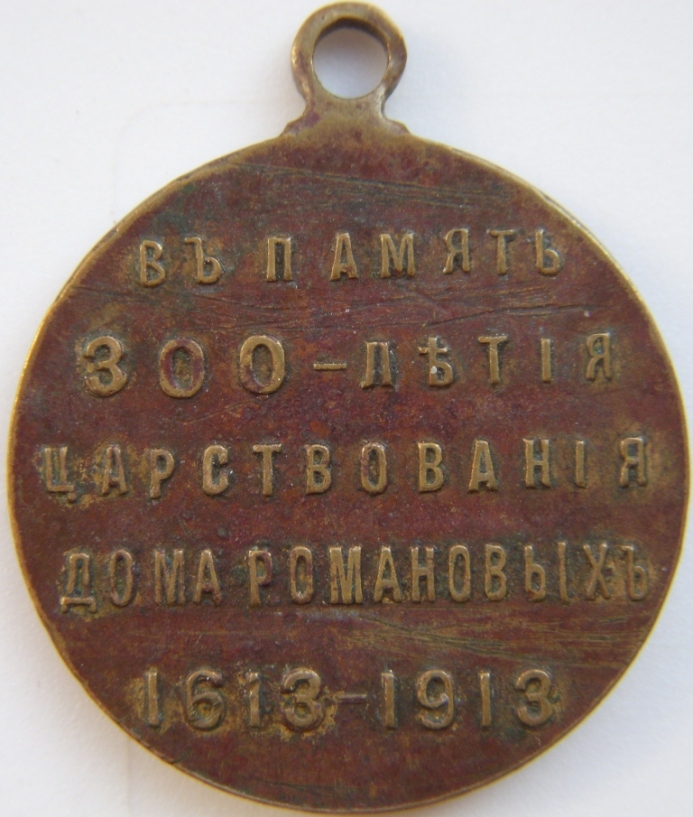 ВЪ ПАМЯТЬ
300-ЛѢТІЯ
ЦАРСТВОВАНІЯ
ДОМА РОМАНОВЫХЪ
1613-1913